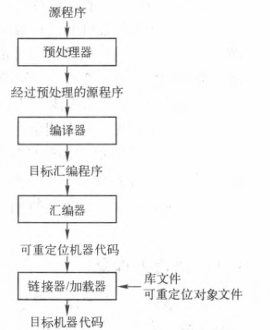 源程序
预处理器
经过预处理的源程序
编译器
目标汇编程序
汇编器
可重定位机器代码
链接器/加载器
库文件
可重定位对象文件
目标机器代码